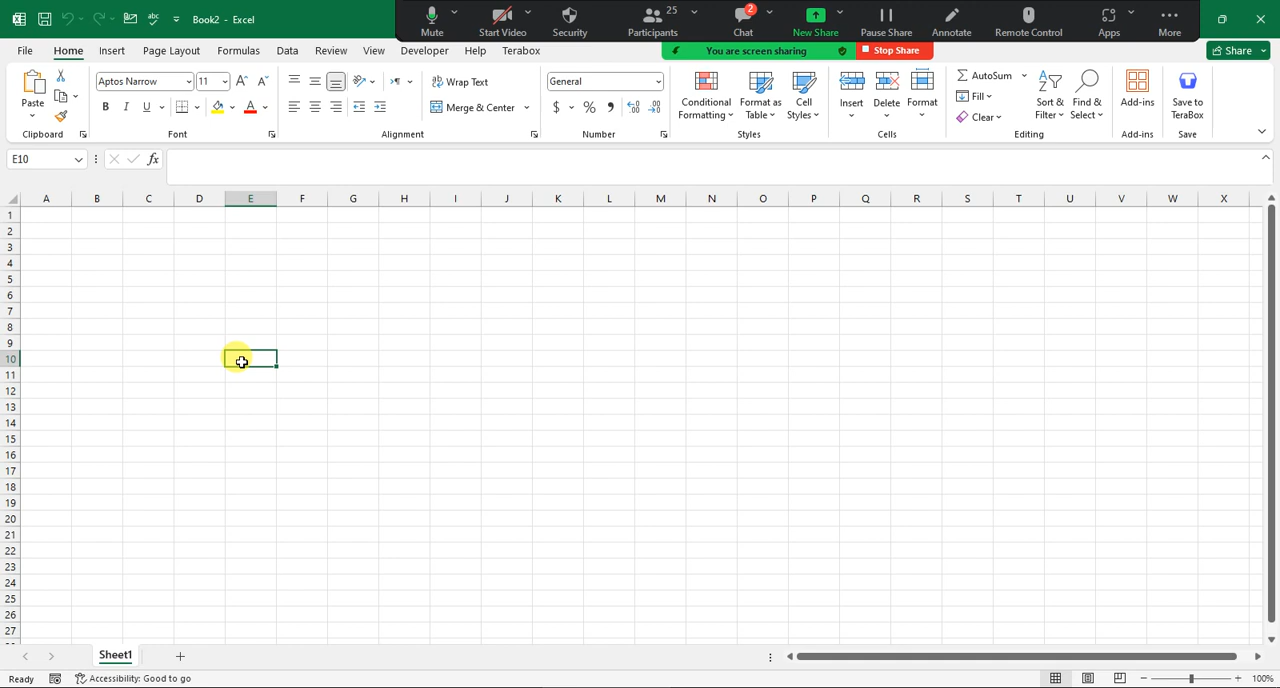 Book2 - Excel
25
2
Mute
Start Video
Security
Participants
Chat
New Share
Pause Share
Annotate
Remote Control
Apps
More
File
Home
Insert
Page Layout
Formulas
Data
Review
View
Developer
Help
Terabox
You are screen sharing
Stop Share
Share
Paste
Aptos Narrow
11
Wrap Text
General
Merge & Center
Conditional
Formatting
Format as
Table
Cell
Styles
Insert
Delete
Format
AutoSum
Fill
Clear
Sort &
Filter
Find &
Select
Add-ins
Save to
TeraBox
Clipboard
Font
Alignment
Number
Styles
Cells
Editing
Add-ins
Save
E10
fx
A B C D E F G H I J K L M N O P Q R S T U V W X
1
2
3
4
5
6
7
8
9
10
11
12
13
14
15
16
17
18
19
20
21
22
23
24
25
26
27
Sheet1
Ready
Accessibility: Good to go
100%